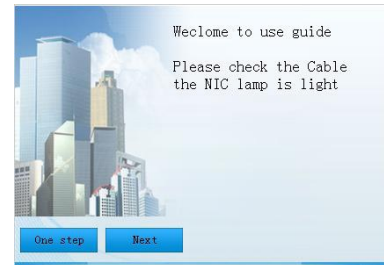 Weclome to use guide
Please check the Cable
the NIC lamp is light
One step
Next